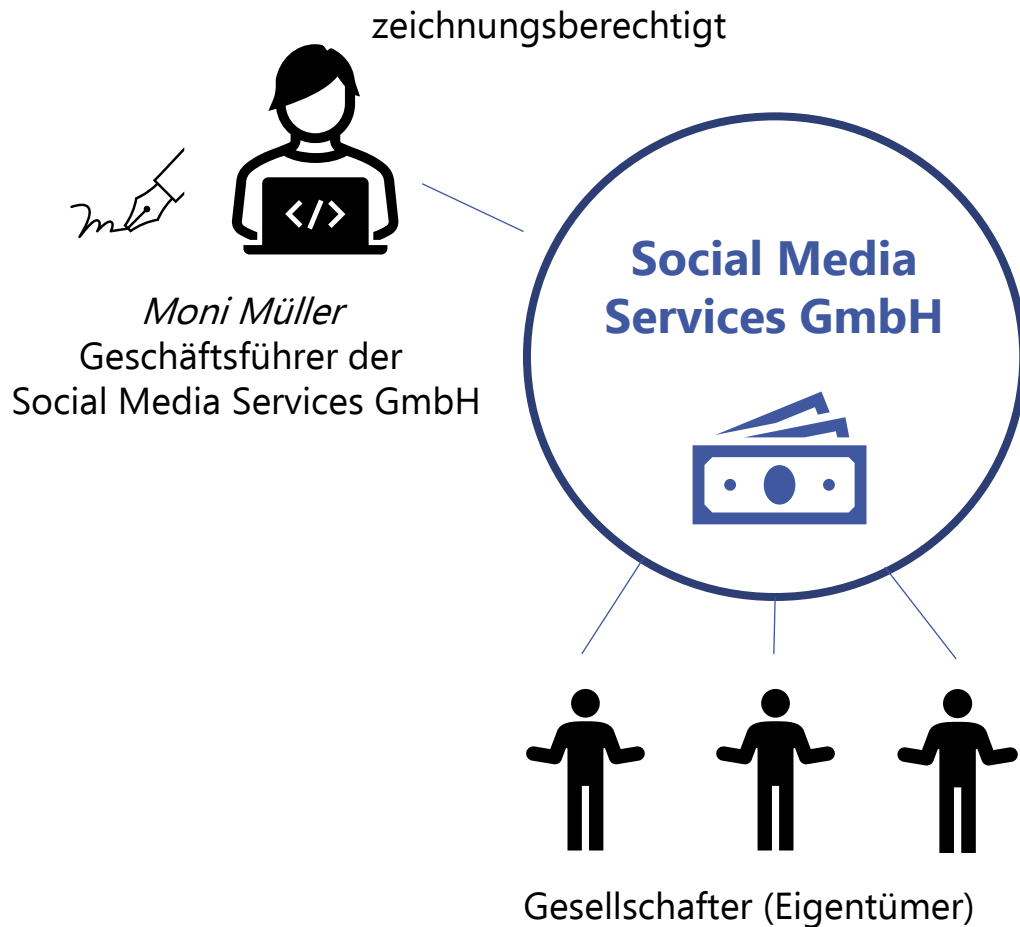 zeichnungsberechtigt
</>
Social Media
Services GmbH
Moni Müller
Geschäftsführer der
Social Media Services GmbH
Gesellschafter (Eigentümer)